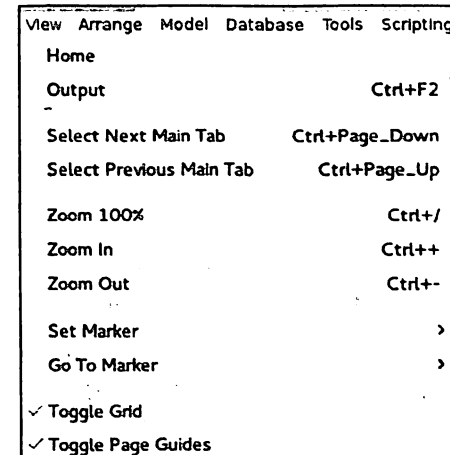 View Arrange Model Database Tools Scripting
Home
Output Ctrl+F2
Select Next Main Tab Ctrl+Page_Down
Select Previous Main Tab Ctrl+Page_Up
Zoom 100% Ctrl+/
Zoom In Ctrl++
Zoom Out Ctrl+-
Set Marker >
Go To Marker >
✓ Toggle Grid
✓ Toggle Page Guides